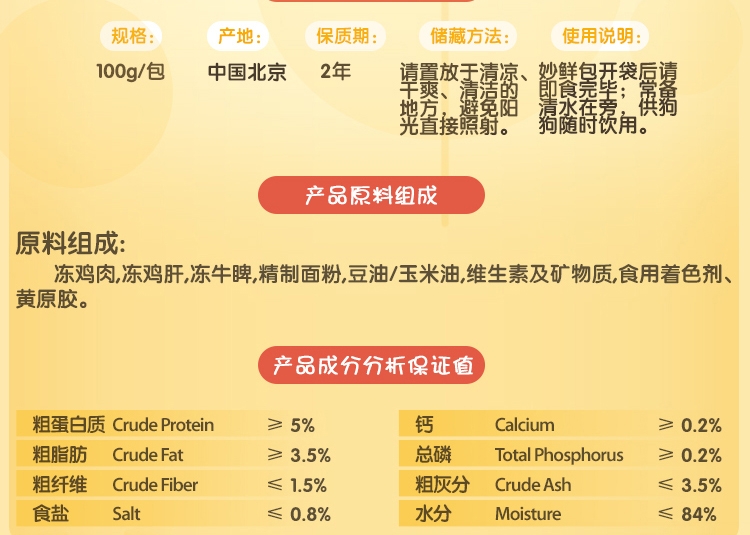 规格: 产地: 保质期: 储藏方法: 使用说明:
100g/包 中国北京 2年
请置放于清凉、
干爽、清洁的
地方，避免阳
光直接照射。
妙鲜包开袋后请
即食完毕；常备
清水在旁，供狗
狗随时饮用。
产品原料组成
原料组成:
冻鸡肉,冻鸡肝,冻牛脾,精制面粉,豆油/玉米油,维生素及矿物质,食用着色剂、
黄原胶。
产品成分分析保证值
粗蛋白质 Crude Protein ≥ 5%
粗脂肪 Crude Fat ≥ 3.5%
粗纤维 Crude Fiber ≤ 1.5%
食盐 Salt ≤ 0.8%
钙 Calcium ≥ 0.2%
总磷 Total Phosphorus ≥ 0.2%
粗灰分 Crude Ash ≤ 3.5%
水分 Moisture ≤ 84%